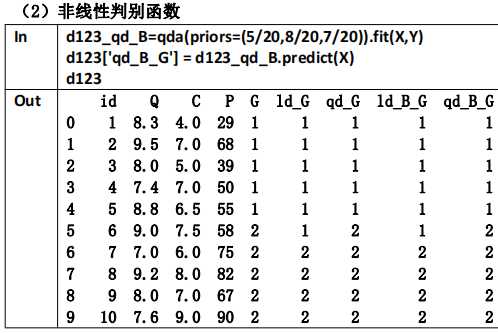 （2）非线性判别函数
In d123_qd_B=qda(priors=(5/20,8/20,7/20)).fit(X,Y)
d123['qd_B_G'] = d123_qd_B.predict(X)
d123
Out id Q C P G ld_G qd_G ld_B_G qd_B_G
0 1 8.3 4.0 29 1 1 1 1 1
1 2 9.5 7.0 68 1 1 1 1 1
2 3 8.0 5.0 39 1 1 1 1 1
3 4 7.4 7.0 50 1 1 1 1 1
4 5 8.8 6.5 55 1 1 1 1 1
5 6 9.0 7.5 58 2 1 2 1 2
6 7 7.0 6.0 75 2 2 2 2 2
7 8 9.2 8.0 82 2 2 2 2 2
8 9 8.0 7.0 67 2 2 2 2 2
9 10 7.6 9.0 90 2 2 2 2 2